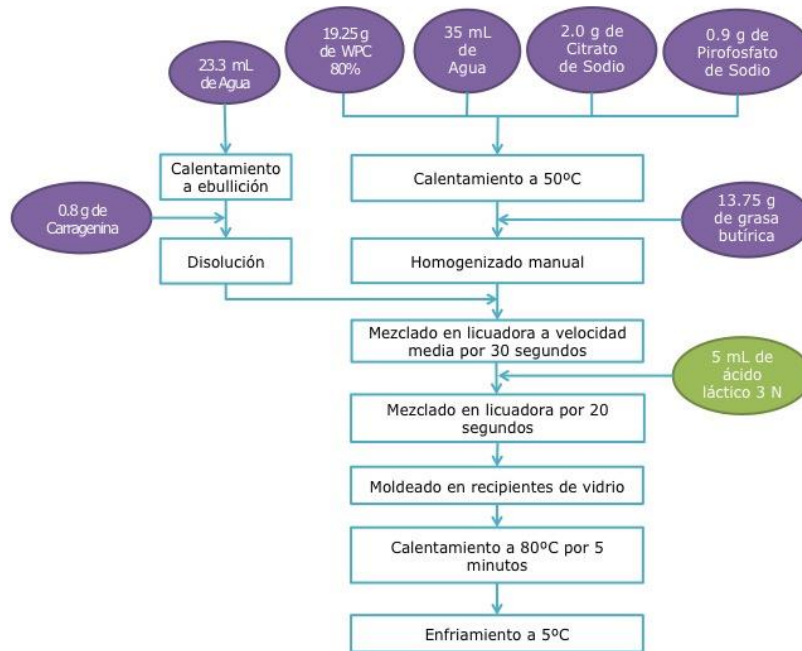 23.3 mL
de Agua
19.25 g
de WPC
80%
35 mL
de
Agua
2.0 g de
Citrato
de Sodio
0.9 g de
Pirofosfato
de Sodio
Calentamiento
a ebullición
Calentamiento a 50ºC
0.8 g de
Carragenina
13.75 g
de grasa
butírica
Disolución
Homogenizado manual
Mezclado en licuadora a velocidad
media por 30 segundos
5 mL de
ácido
láctico 3 N
Mezclado en licuadora por 20
segundos
Moldeado en recipientes de vidrio
Calentamiento a 80ºC por 5
minutos
Enfriamiento a 5ºC